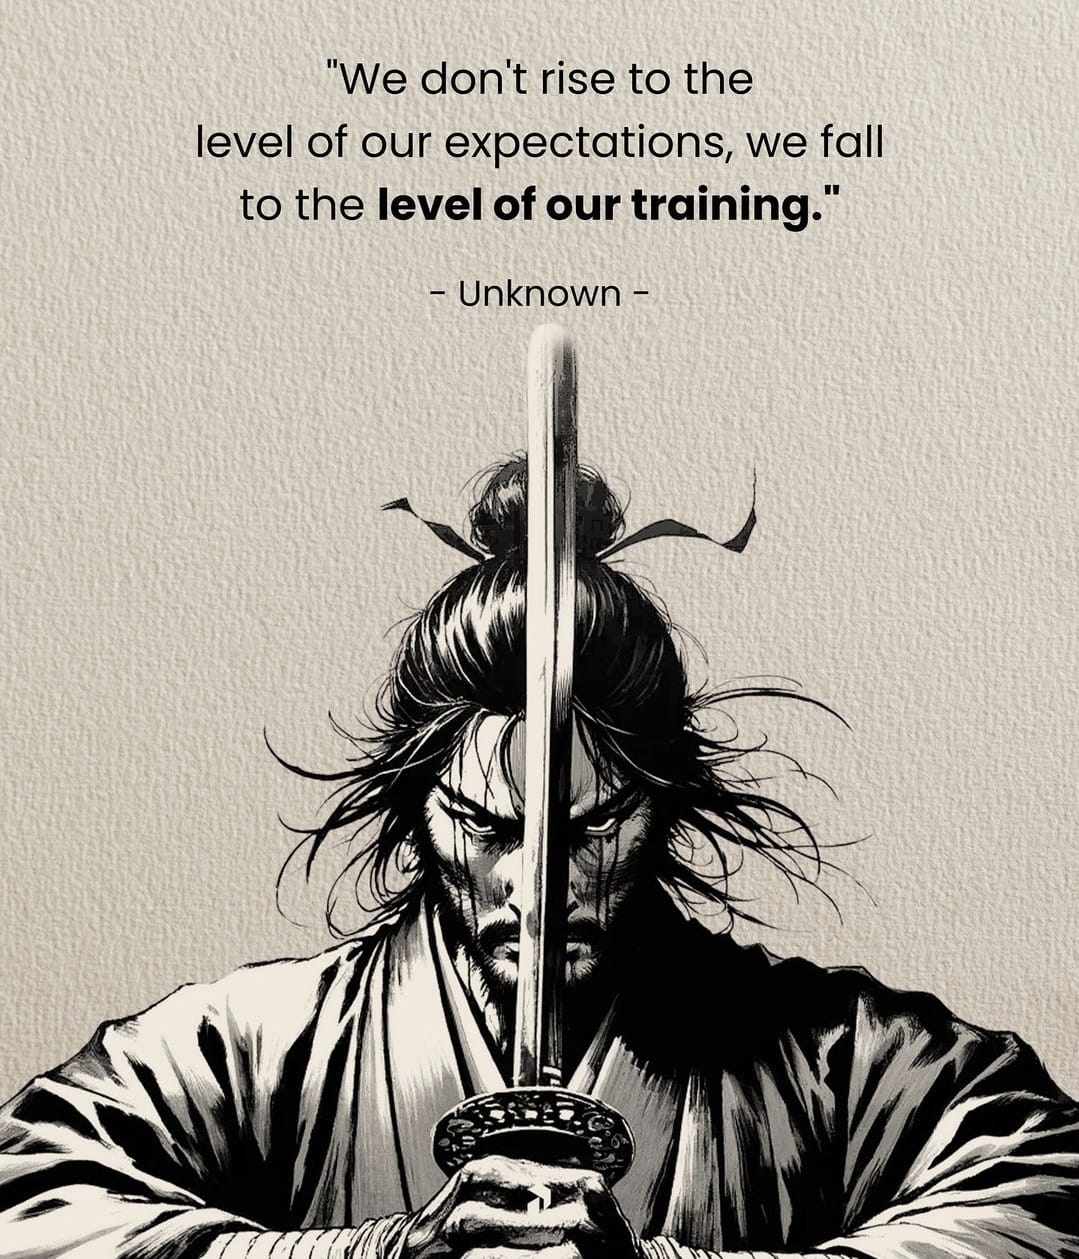 "We don't rise to the
level of our expectations, we fall
to the level of our training."
- Unknown -